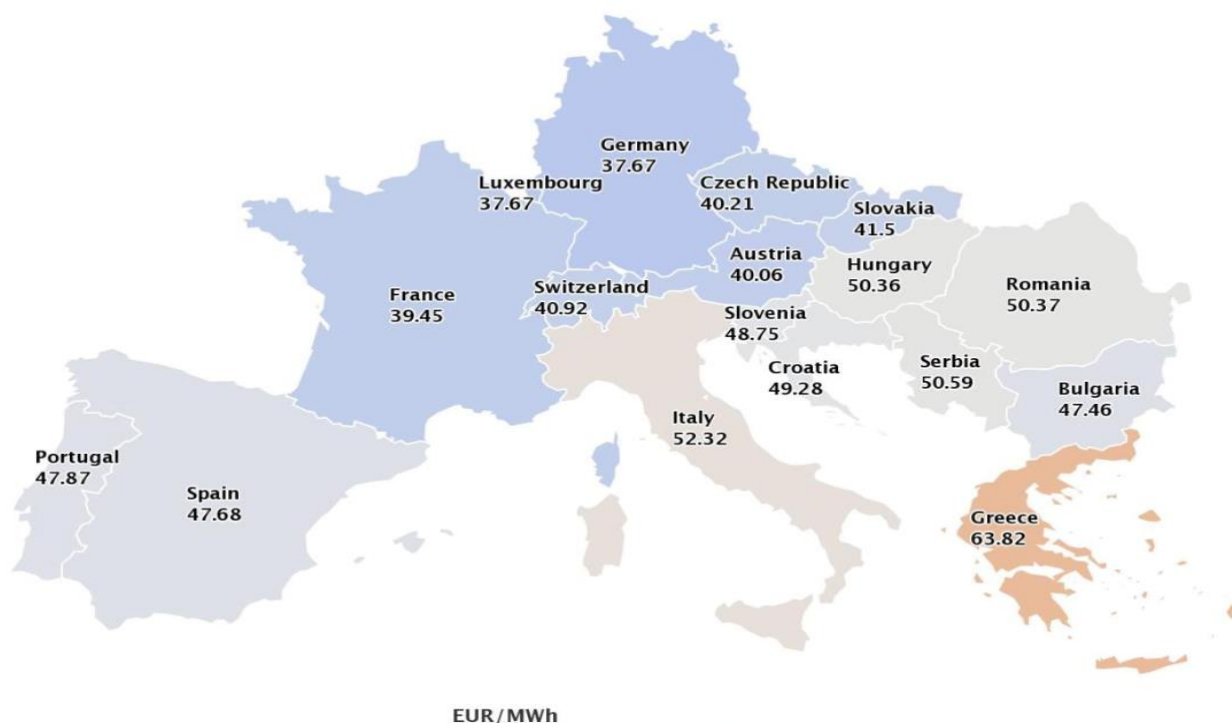 Germany
37.67
Luxembourg
37.67
Czech Republic
40.21
Slovakia
41.5
Austria
40.06
Hungary
50.36
Romania
50.37
France
39.45
Switzerland
40.92
Slovenia
48.75
Croatia
49.28
Serbia
50.59
Bulgaria
47.46
Italy
52.32
Portugal
47.87
Spain
47.68
Greece
63.82
EUR/MWh